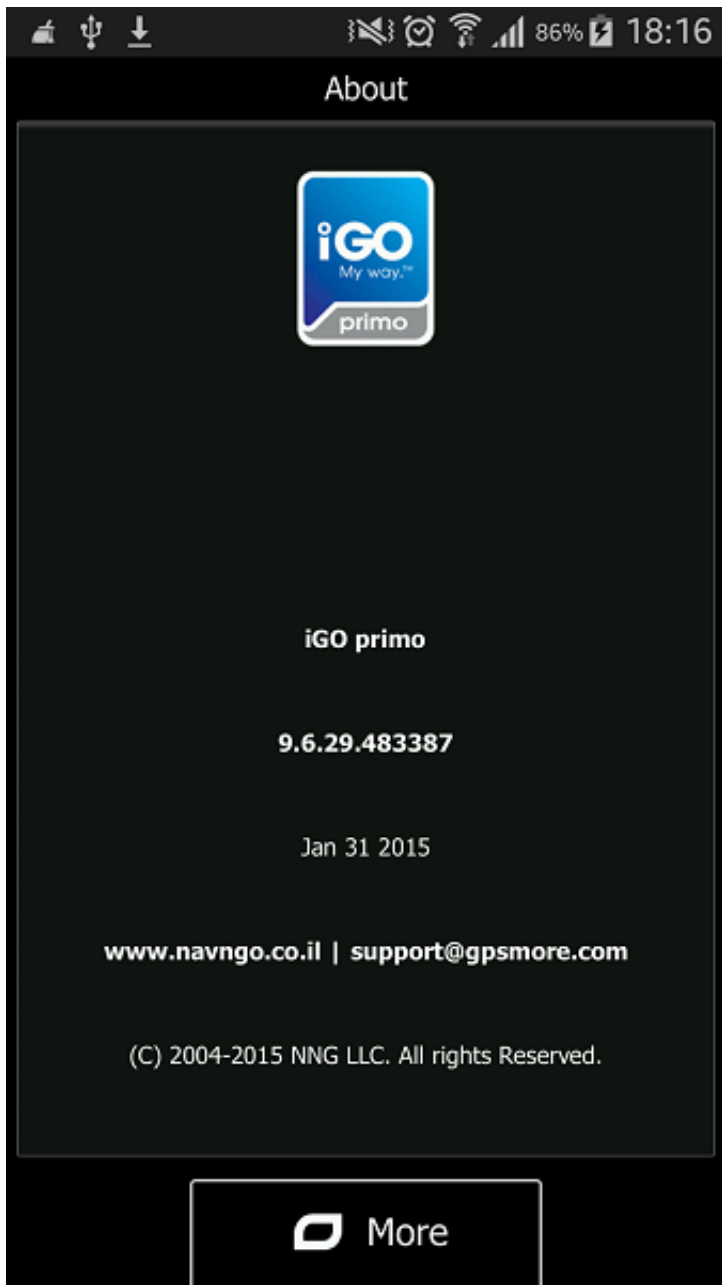 86% 18:16
About
iGO
My way.™
primo
iGO primo
9.6.29.483387
Jan 31 2015
www.navngo.co.il | support@gpsmore.com
(C) 2004-2015 NNG LLC. All rights Reserved.
More